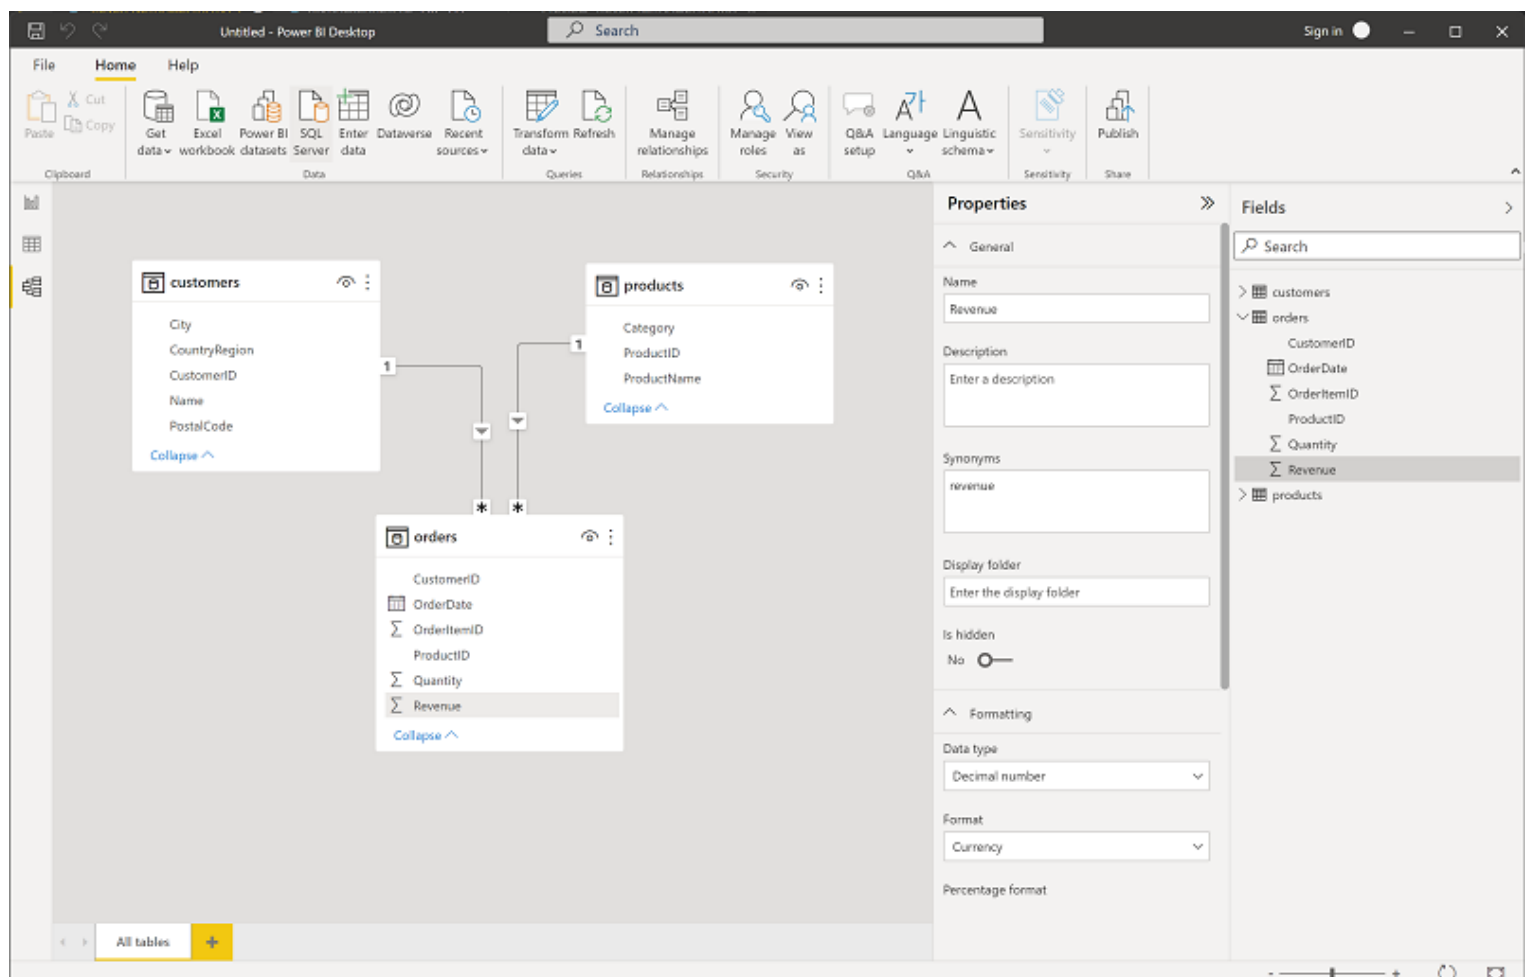 Untitled - Power BI Desktop
Search
Sign in
File Home Help
Paste
Cut
Copy
Clipboard
Get data
Excel workbook
Power BI datasets
SQL Server
Enter data
Dataverse
Recent sources
Data
Transform data
Refresh
Queries
Manage relationships
Relationships
Manage roles
View as
Security
Q&A setup
Language
Linguistic schema
Q&A
Sensitivity
Sensitivity
Publish
Share
customers
City
CountryRegion
CustomerID
Name
PostalCode
Collapse
1
products
Category
ProductID
ProductName
Collapse
1
*
*
orders
CustomerID
OrderDate
∑ OrderItemID
ProductID
∑ Quantity
∑ Revenue
Collapse
All tables
+
Properties
General
Name
Revenue
Description
Enter a description
Synonyms
revenue
Display folder
Enter the display folder
Is hidden
No
Formatting
Data type
Decimal number
Format
Currency
Percentage format
Fields
Search
customers
orders
CustomerID
OrderDate
∑ OrderItemID
ProductID
∑ Quantity
∑ Revenue
products